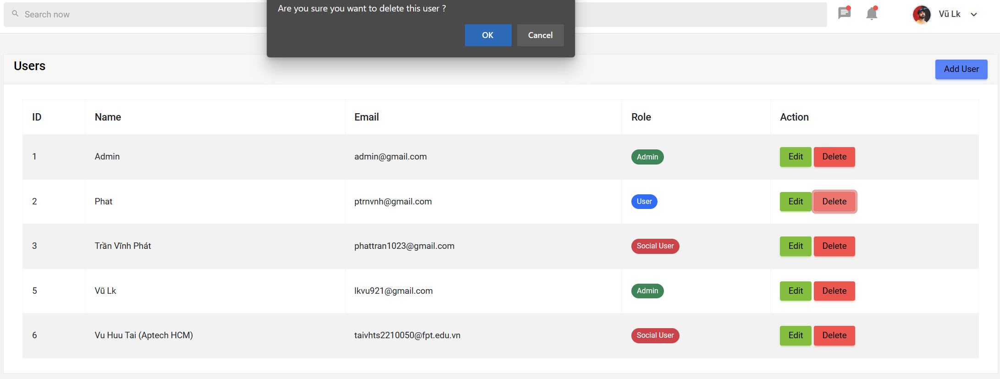 Are you sure you want to delete this user ?
OK Cancel
Search now
Vũ Lk
Users
Add User
ID Name Email Role Action
1 Admin admin@gmail.com Admin Edit Delete
2 Phat ptrnvnh@gmail.com User Edit Delete
3 Trần Vĩnh Phát phattran1023@gmail.com Social User Edit Delete
5 Vũ Lk lkvu921@gmail.com Admin Edit Delete
6 Vu Huu Tai (Aptech HCM) taivhts2210050@fpt.edu.vn Social User Edit Delete